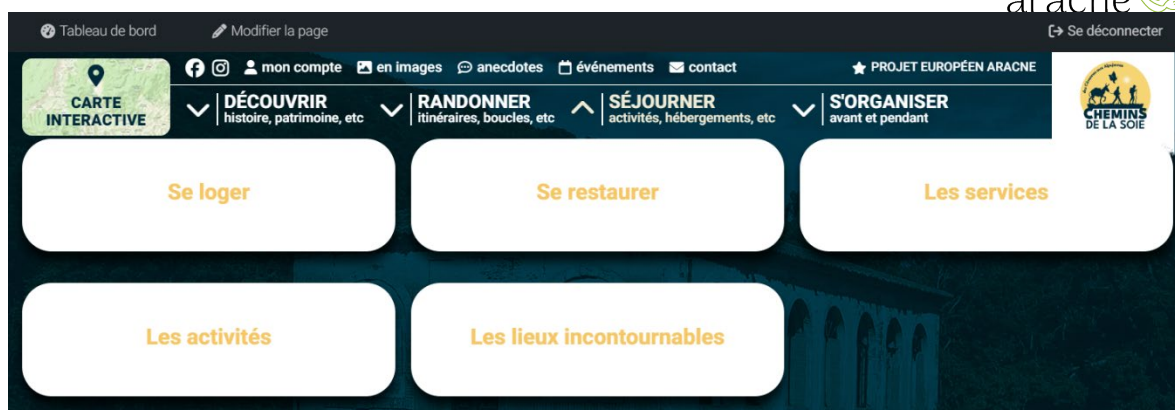 aracne
Tableau de bord Modifier la page Se déconnecter
mon compte en images anecdotes événements contact PROJET EUROPÉEN ARACNE
CARTE
INTERACTIVE
DÉCOUVRIR
histoire, patrimoine, etc
RANDONNER
itinéraires, boucles, etc
SÉJOURNER
activités, hébergements, etc
S'ORGANISER
avant et pendant
CHEMINS
DE LA SOIE
Se loger Se restaurer Les services
Les activités Les lieux incontournables